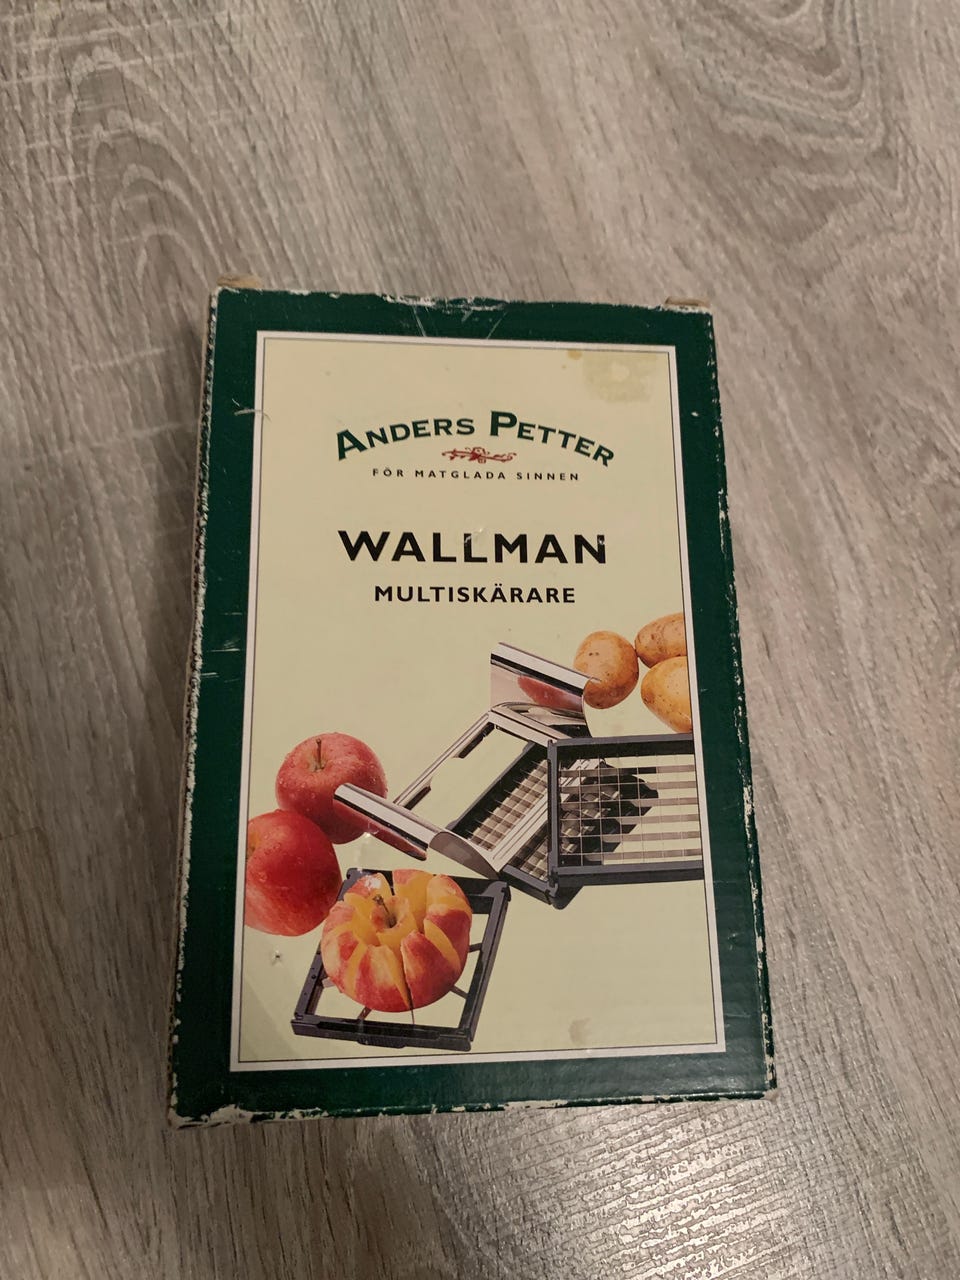 ANDERS PETTER
FÖR MATGLADA SINNEN
WALLMAN
MULTISKÄRARE